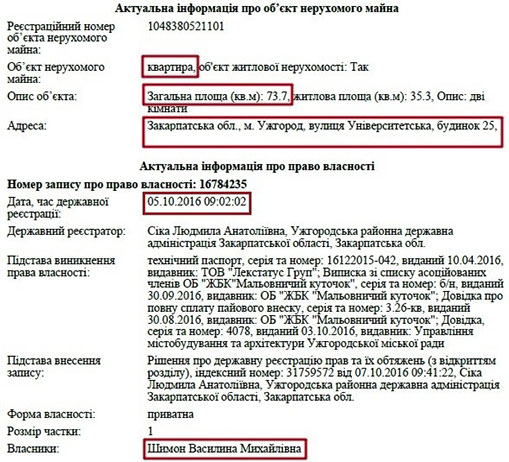 Актуальна інформація про об’єкт нерухомого майна
Реєстраційний номер 1048380521101
об’єкта нерухомого
майна:
Об’єкт нерухомого квартира, об'єкт житлової нерухомості: Так
майна:
Опис об’єкта: Загальна площа (кв.м): 73.7, житлова площа (кв.м): 35.3, Опис: дві
кімнати
Адреса: Закарпатська обл., м. Ужгород, вулиця Університетська, будинок 25,
Актуальна інформація про право власності
Номер запису про право власності: 16784235
Дата, час державної 05.10.2016 09:02:02
реєстрації:
Державний реєстратор: Сіка Людмила Анатоліївна, Ужгородська районна державна
адміністрація Закарпатської області, Закарпатська обл.
Підстава виникнення технічний паспорт, серія та номер: 16122015-042, виданий 10.04.2016,
права власності: видавник: ТОВ "Лекстатус Груп"; Виписка зі списку асоційованих
членів ОБ "ЖБК"Мальовничий куточок", серія та номер: б/н, виданий
30.09.2016, видавник: ОБ "ЖБК "Мальовничий куточок"; Довідка про
повну сплату пайового внеску, серія та номер: 3.26-кв, виданий
30.08.2016, видавник: ОБ "ЖБК "Мальовничий куточок"; Довідка,
серія та номер: 4078, виданий 03.10.2016, видавник: Управління
містобудування та архітектури Ужгородської міської ради
Підстава внесення Рішення про державну реєстрацію прав та їх обтяжень (з відкриттям
запису: розділу), індексний номер: 31759572 від 07.10.2016 09:41:22, Сіка
Людмила Анатоліївна, Ужгородська районна державна адміністрація
Закарпатської області, Закарпатська обл.
Форма власності: приватна
Розмір частки: 1
Власники: Шимон Василина Михайлівна